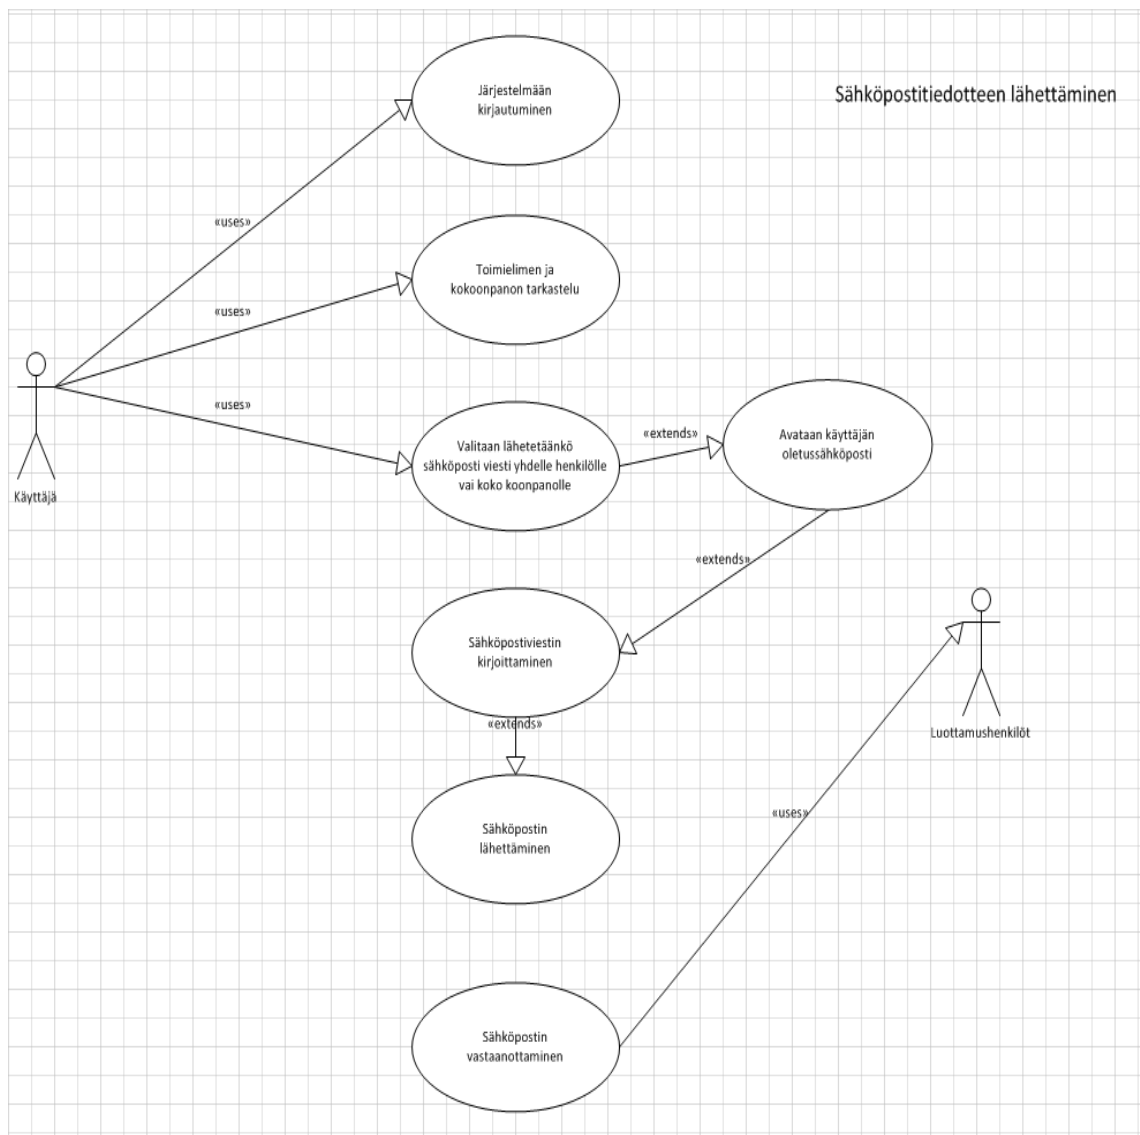 Järjestelmään
kirjautuminen
Sähköpostitiedotteen lähettäminen
«uses»
Toimielimen ja
kokoonpanon tarkastelu
«uses»
«uses»
Käyttäjä
Valitaan lähetetäänkö
sähköposti viesti yhdelle henkilölle
vai koko koonpanolle
«extends»
Avataan käyttäjän
oletussähköposti
«extends»
Sähköpostiviestin
kirjoittaminen
«extends»
Luottamushenkilöt
Sähköpostin
lähettäminen
«uses»
Sähköpostin
vastaanottaminen